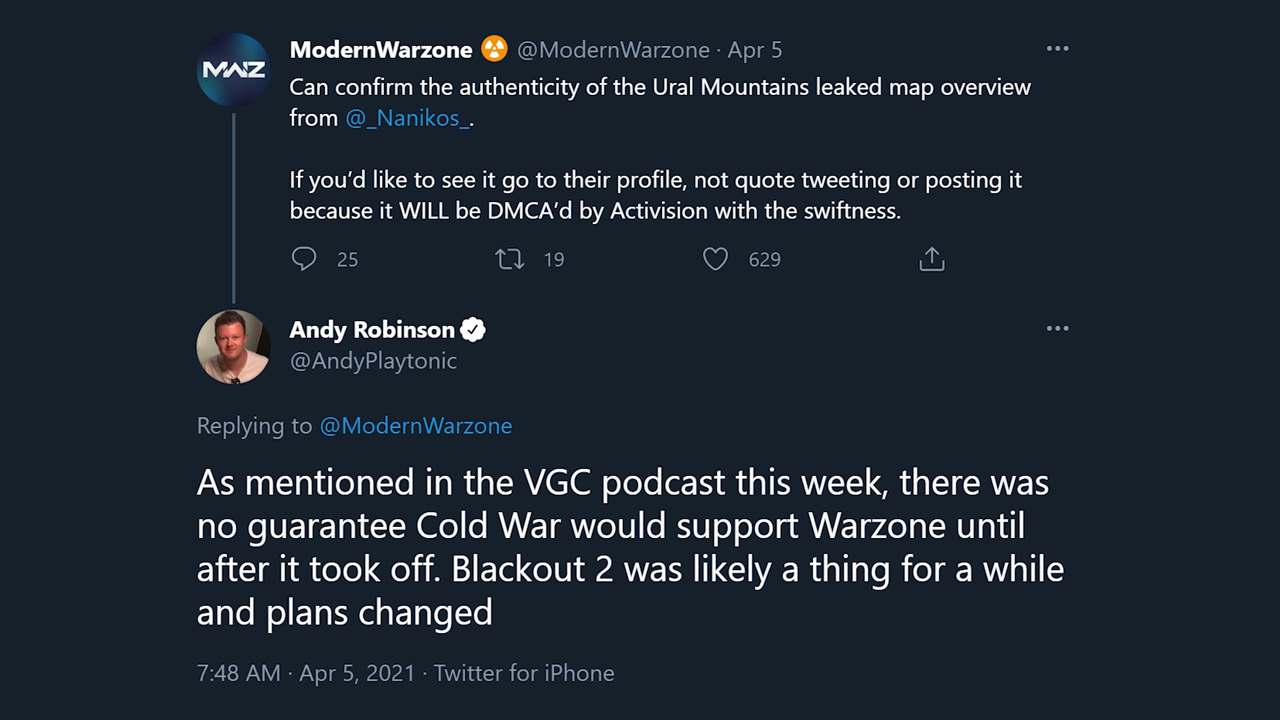 MWZ
ModernWarzone ☢ @ModernWarzone · Apr 5
Can confirm the authenticity of the Ural Mountains leaked map overview
from @_Nanikos_.
If you’d like to see it go to their profile, not quote tweeting or posting it
because it WILL be DMCA’d by Activision with the swiftness.
25 19 629
Andy Robinson
@AndyPlaytonic
Replying to @ModernWarzone
As mentioned in the VGC podcast this week, there was
no guarantee Cold War would support Warzone until
after it took off. Blackout 2 was likely a thing for a while
and plans changed
7:48 AM · Apr 5, 2021 · Twitter for iPhone